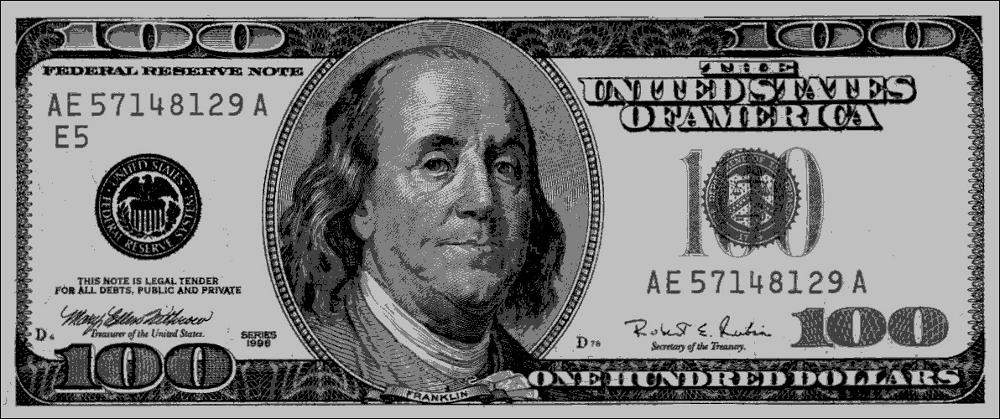 100
100
FEDERAL RESERVE NOTE
THE
UNITED STATES
OF AMERICA
AE 57148129 A
E5
100
UNITED STATES FEDERAL RESERVE SYSTEM
AE 57148129 A
THIS NOTE IS LEGAL TENDER
FOR ALL DEBTS, PUBLIC AND PRIVATE
Mary Ellen Withrow
Treasurer of the United States.
D4
SERIES
1996
D78
Robert E. Rubin
Secretary of the Treasury.
100
100
FRANKLIN
ONE HUNDRED DOLLARS